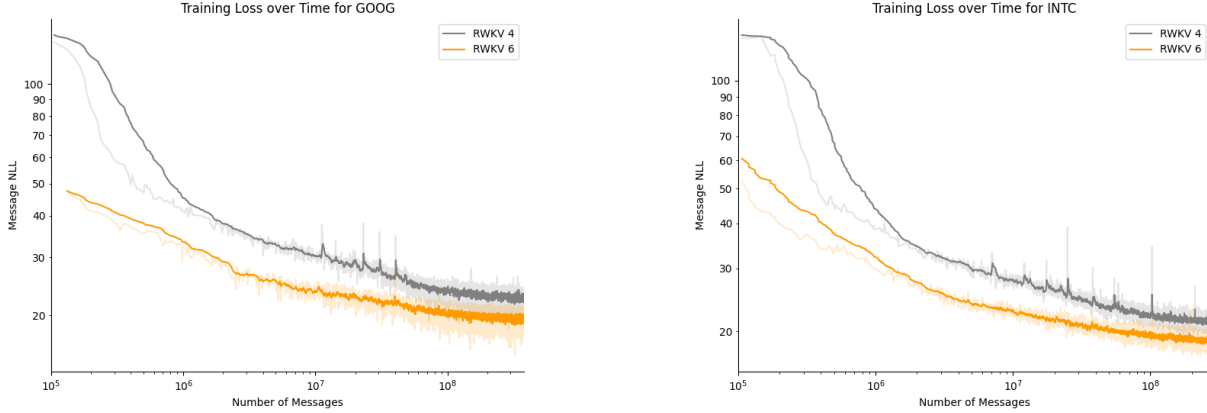 Training Loss over Time for GOOG
RWKV 4
RWKV 6
100
90
80
70
60
50
40
30
20
Message NLL
10^5
10^6
10^7
10^8
Number of Messages
Training Loss over Time for INTC
RWKV 4
RWKV 6
100
90
80
70
60
50
40
30
20
Message NLL
10^5
10^6
10^7
10^8
Number of Messages